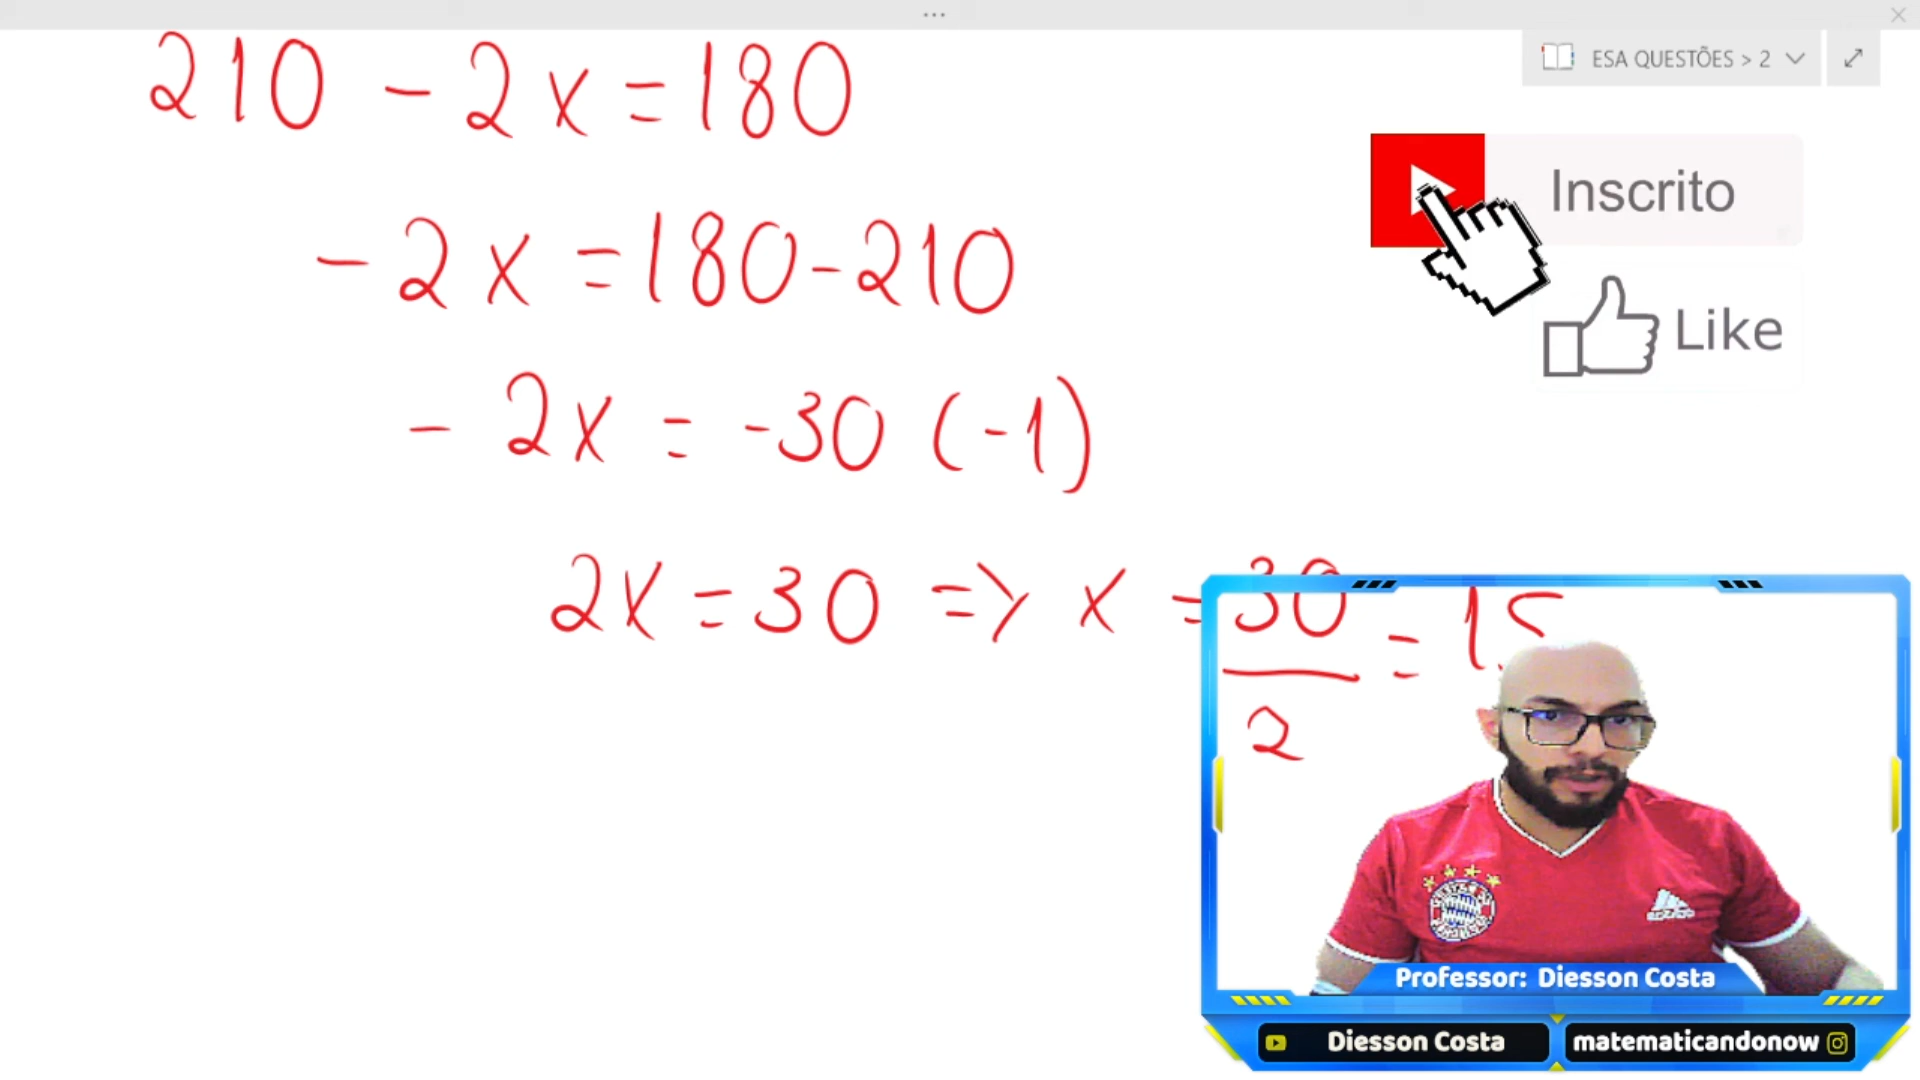 ...
ESA QUESTÕES > 2
210 - 2x = 180
Inscrito
- 2x = 180 - 210
Like
- 2x = -30 (-1)
2x = 30 => x = 30/2 = 15
Professor: Diesson Costa
Diesson Costa
matematicandonow